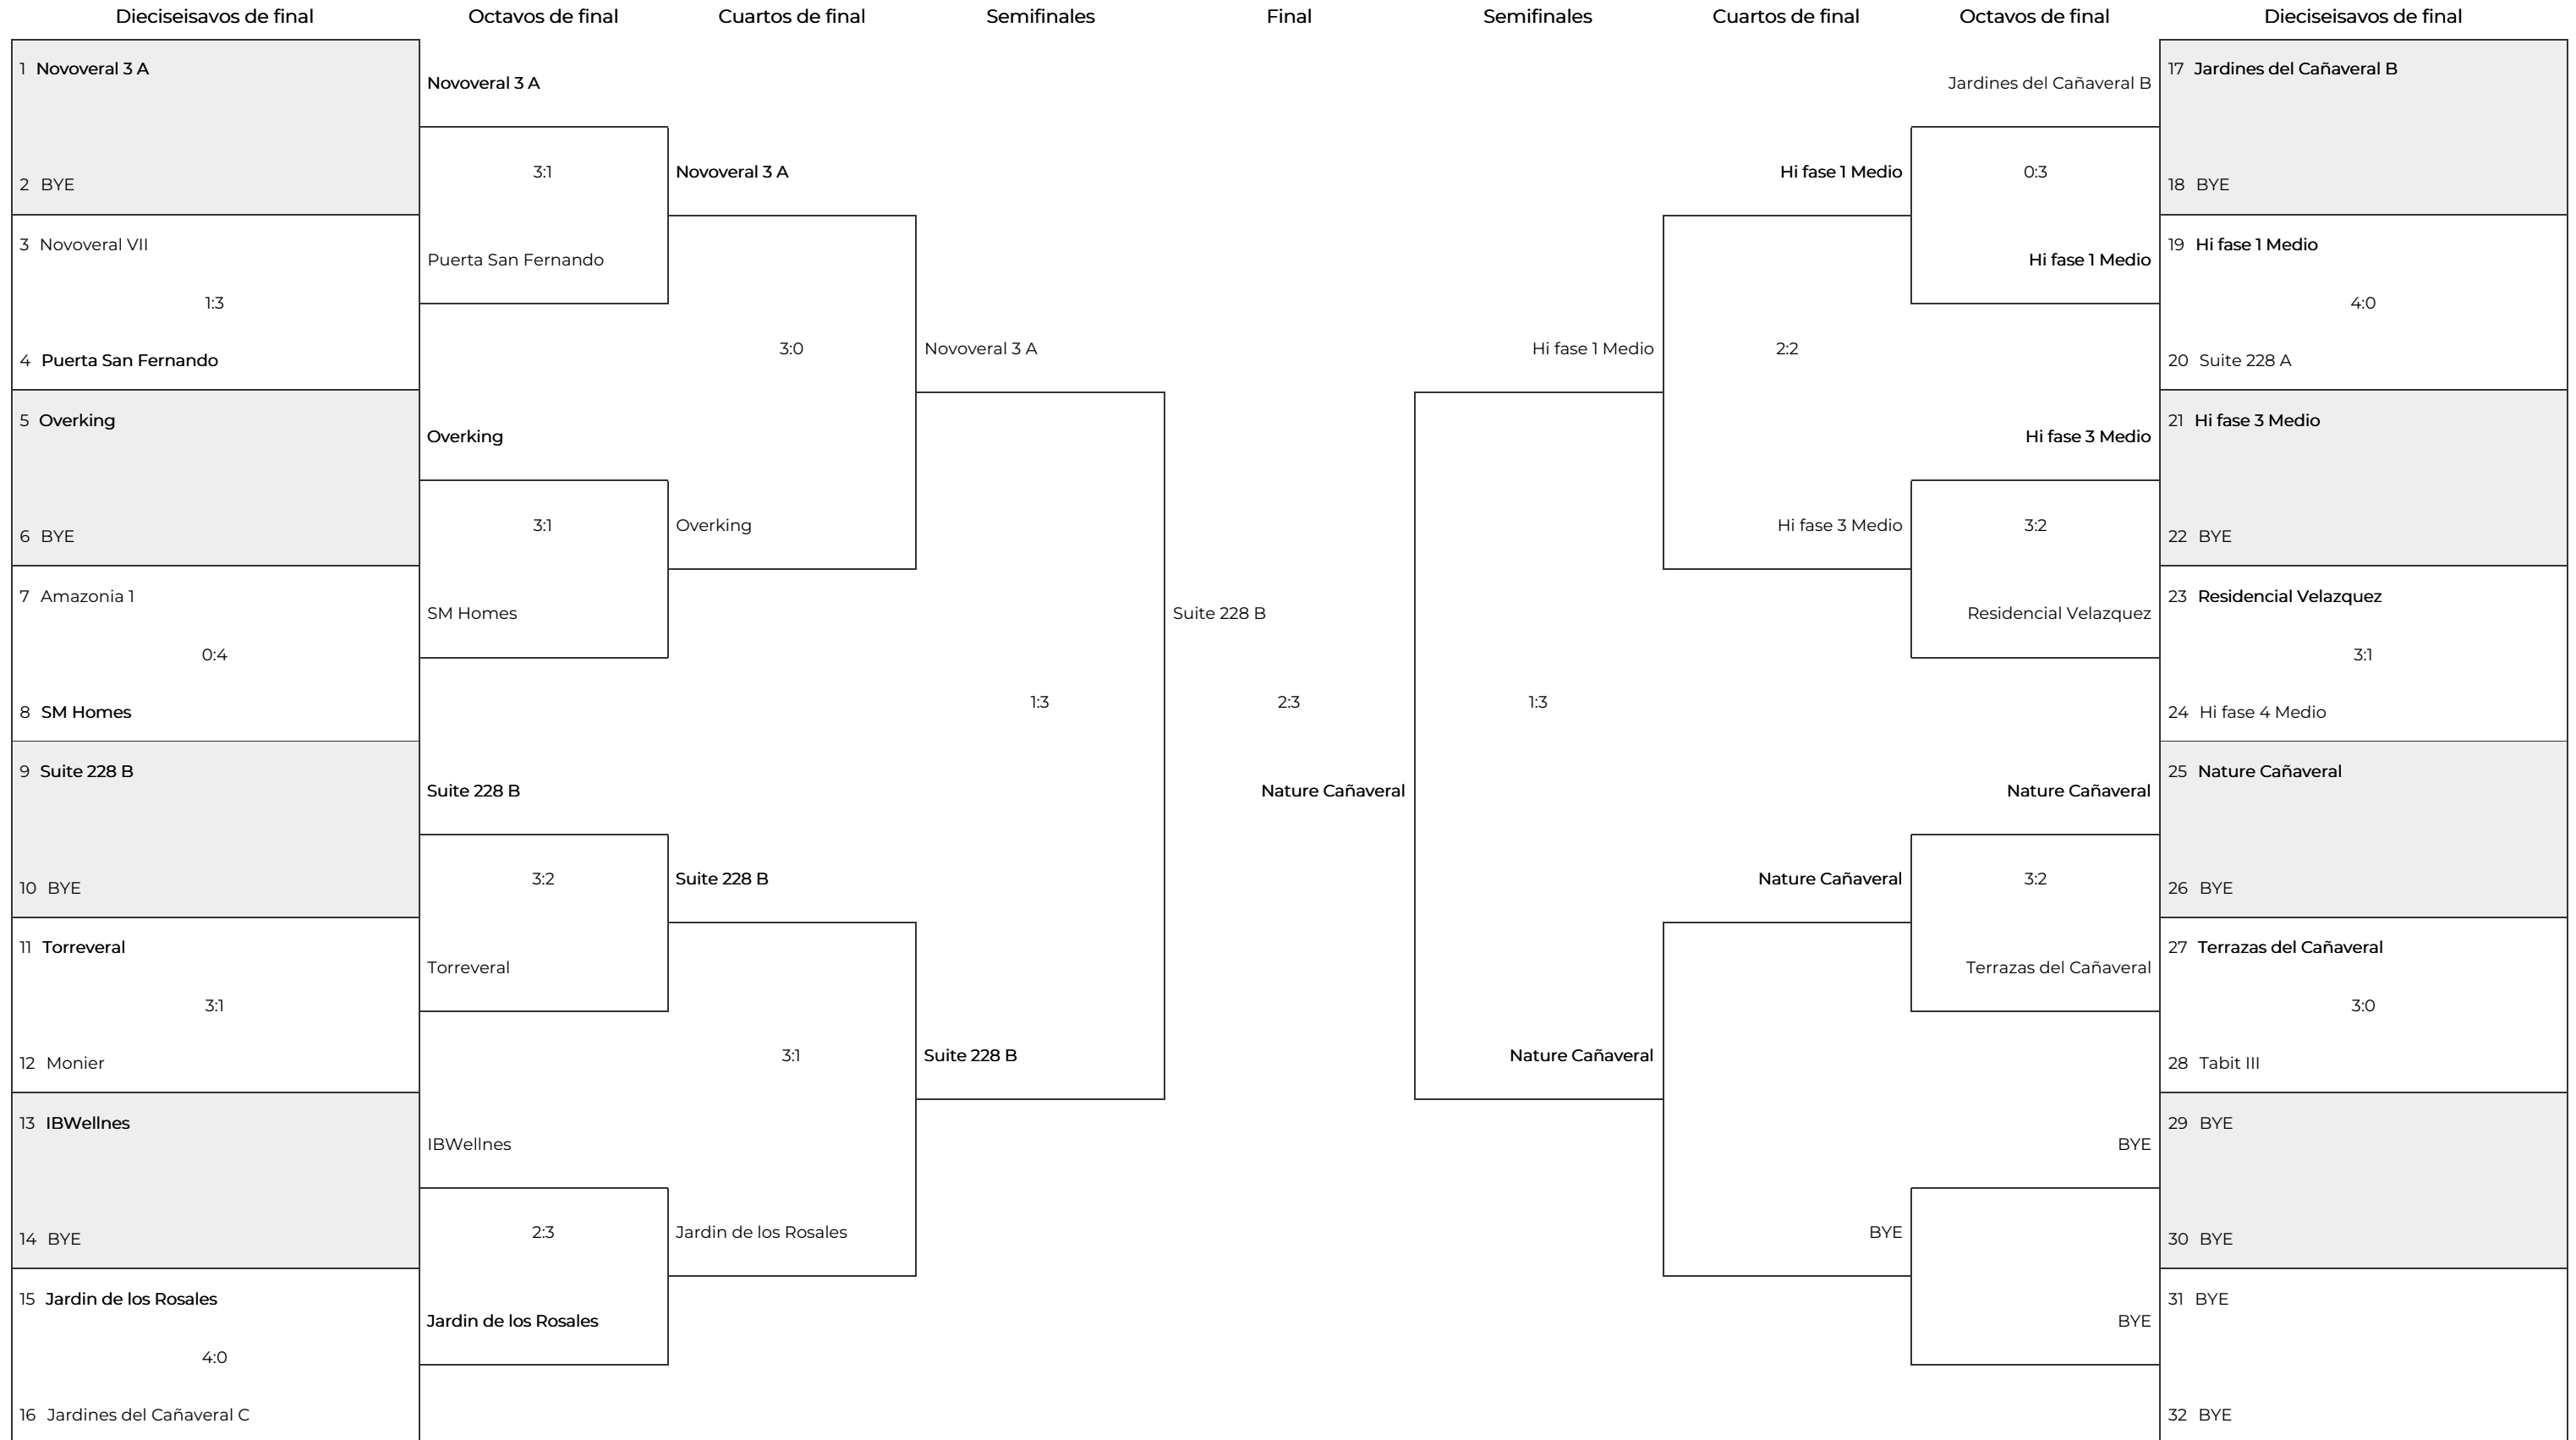 Dieciseisavos de final
Octavos de final
Cuartos de final
Semifinales
Final
Semifinales
Cuartos de final
Octavos de final
Dieciseisavos de final
1 Novoveral 3 A
2 BYE
3 Novoveral VII
1:3
4 Puerta San Fernando
5 Overking
6 BYE
7 Amazonia 1
0:4
8 SM Homes
9 Suite 228 B
10 BYE
11 Torreveral
3:1
12 Monier
13 IBWellnes
14 BYE
15 Jardin de los Rosales
4:0
16 Jardines del Cañaveral C
Novoveral 3 A
3:1
Puerta San Fernando
Overking
3:1
SM Homes
Suite 228 B
3:2
Torreveral
IBWellnes
2:3
Jardin de los Rosales
Novoveral 3 A
3:0
Overking
Suite 228 B
3:1
Jardin de los Rosales
Novoveral 3 A
1:3
Suite 228 B
Suite 228 B
2:3
Nature Cañaveral
Hi fase 1 Medio
1:3
Nature Cañaveral
Hi fase 1 Medio
2:2
Hi fase 3 Medio
Nature Cañaveral
BYE
Jardines del Cañaveral B
0:3
Hi fase 1 Medio
Hi fase 3 Medio
3:2
Residencial Velazquez
Nature Cañaveral
3:2
Terrazas del Cañaveral
BYE
BYE
17 Jardines del Cañaveral B
18 BYE
19 Hi fase 1 Medio
4:0
20 Suite 228 A
21 Hi fase 3 Medio
22 BYE
23 Residencial Velazquez
3:1
24 Hi fase 4 Medio
25 Nature Cañaveral
26 BYE
27 Terrazas del Cañaveral
3:0
28 Tabit III
29 BYE
30 BYE
31 BYE
32 BYE